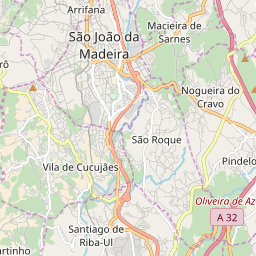 Arrifana
Macieira de
Sarnes
São João da
Madeira
Nogueira do
Cravo
São Roque
Pindelo
Vila de Cucujães
Oliveira de Az
A 32
Santiago de
Riba-Ul
artinho